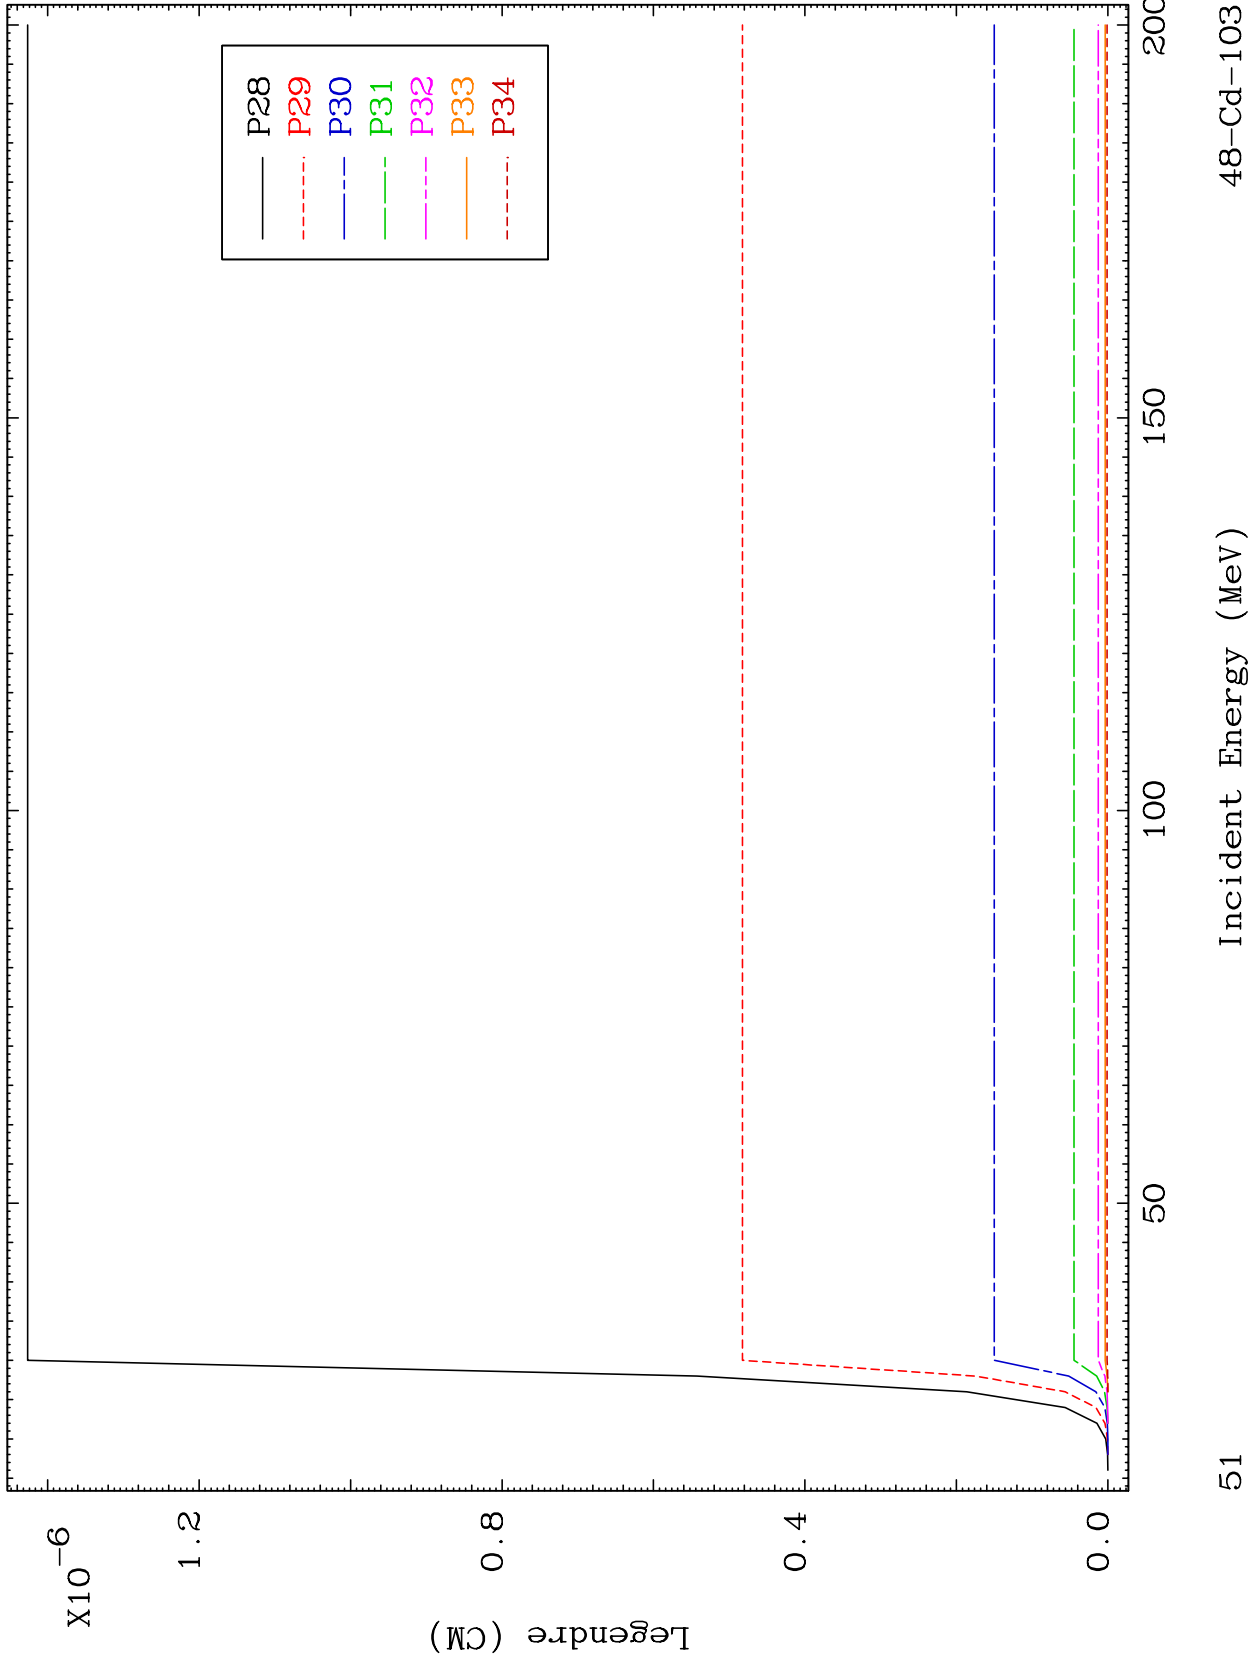 X10-6
1.2
0.8
0.4
0.0
Legendre (CM)
P28
P29
P30
P31
P32
P33
P34
50
100
150
200
Incident Energy (MeV)
51
48-Cd-103